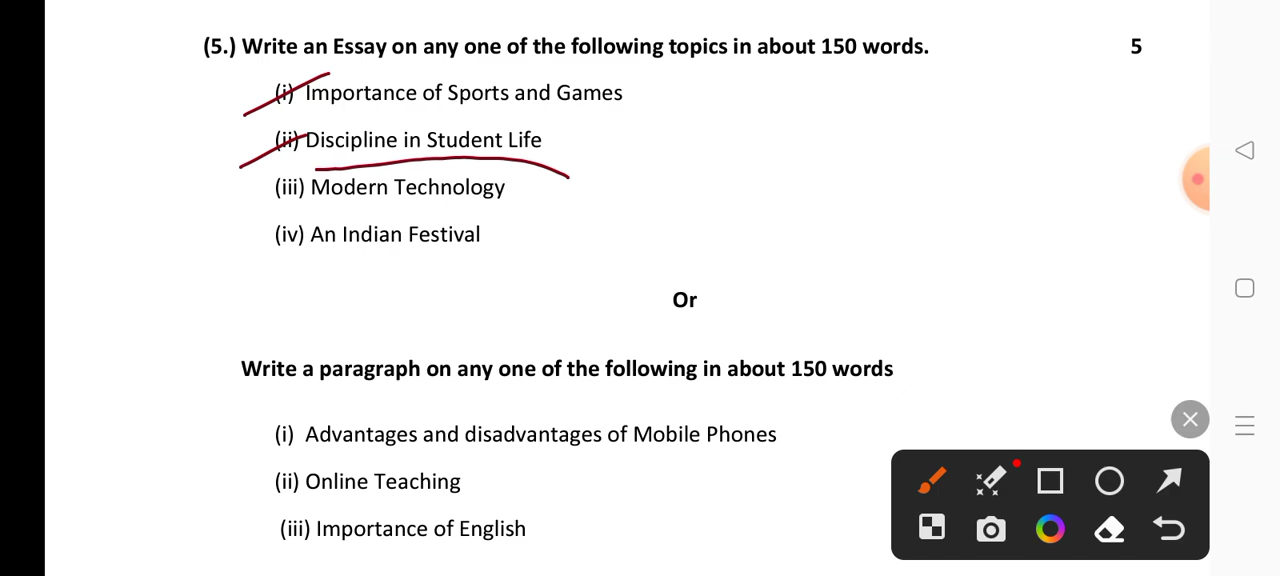 (5.) Write an Essay on any one of the following topics in about 150 words. 5
(i) Importance of Sports and Games
(ii) Discipline in Student Life
(iii) Modern Technology
(iv) An Indian Festival
Or
Write a paragraph on any one of the following in about 150 words
(i) Advantages and disadvantages of Mobile Phones
(ii) Online Teaching
(iii) Importance of English